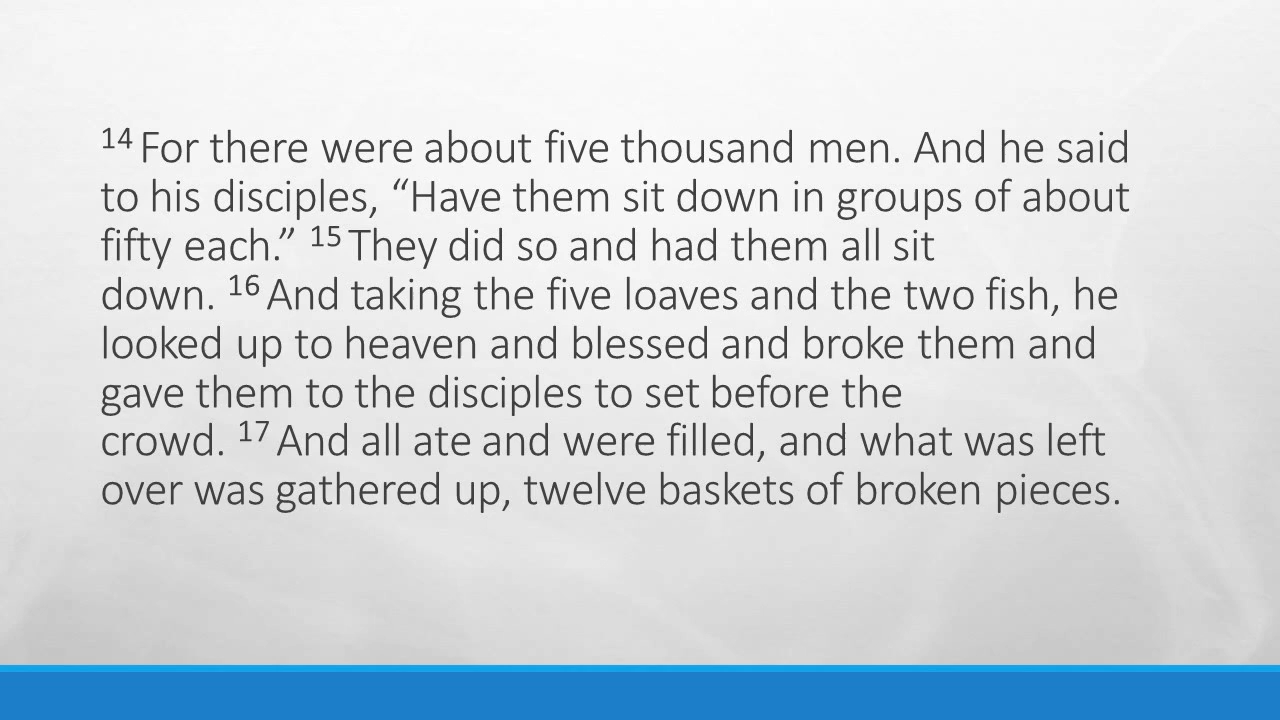 14 For there were about five thousand men. And he said
to his disciples, “Have them sit down in groups of about
fifty each.” 15 They did so and had them all sit
down. 16 And taking the five loaves and the two fish, he
looked up to heaven and blessed and broke them and
gave them to the disciples to set before the
crowd. 17 And all ate and were filled, and what was left
over was gathered up, twelve baskets of broken pieces.